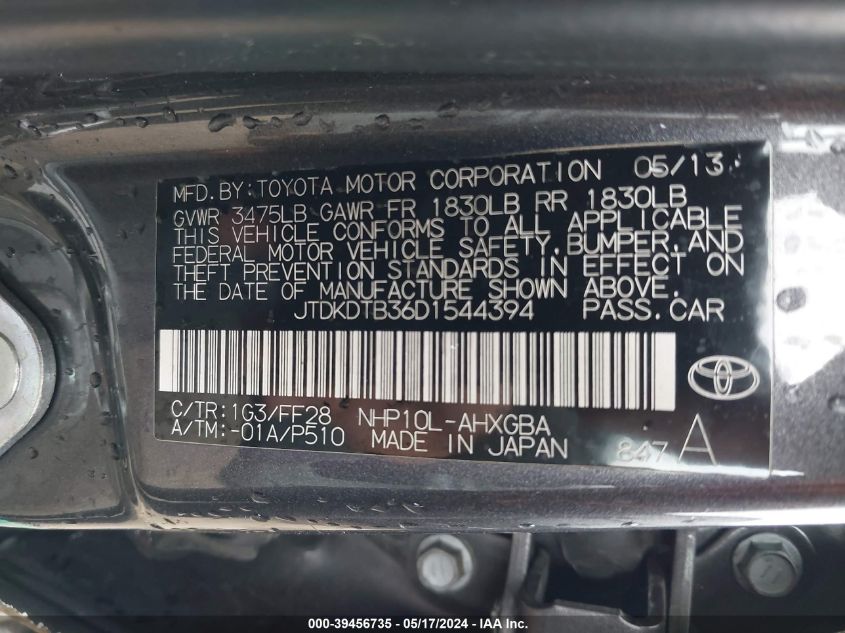 MFD. BY: TOYOTA MOTOR CORPORATION 05/13
GVWR 3475LB GAWR FR 1830LB RR 1830LB
THIS VEHICLE CONFORMS TO ALL APPLICABLE
FEDERAL MOTOR VEHICLE SAFETY, BUMPER, AND
THEFT PREVENTION STANDARDS IN EFFECT ON
THE DATE OF MANUFACTURE SHOWN ABOVE.
JTDKDTB36D1544394 PASS. CAR
C/TR: 1G3/FF28 NHP10L-AHXGBA
A/TM: -01A/P510 MADE IN JAPAN 847 A
000-39456735 - 05/17/2024 - IAA Inc.